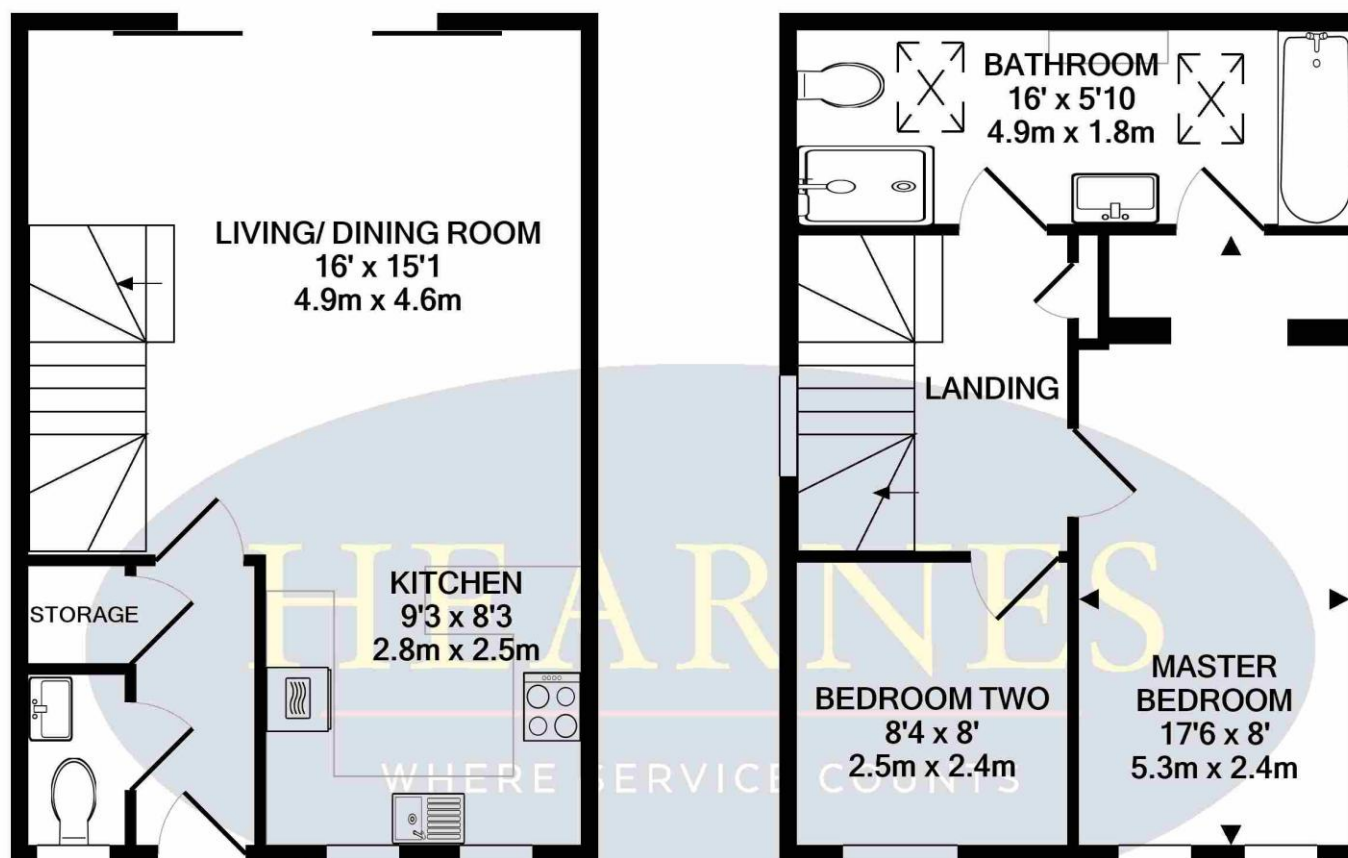 LIVING/ DINING ROOM
16' x 15'1
4.9m x 4.6m
STORAGE
KITCHEN
9'3 x 8'3
2.8m x 2.5m
BATHROOM
16' x 5'10
4.9m x 1.8m
LANDING
BEDROOM TWO
8'4 x 8'
2.5m x 2.4m
MASTER
BEDROOM
17'6 x 8'
5.3m x 2.4m
HEARNES
WHERE SERVICE COUNTS